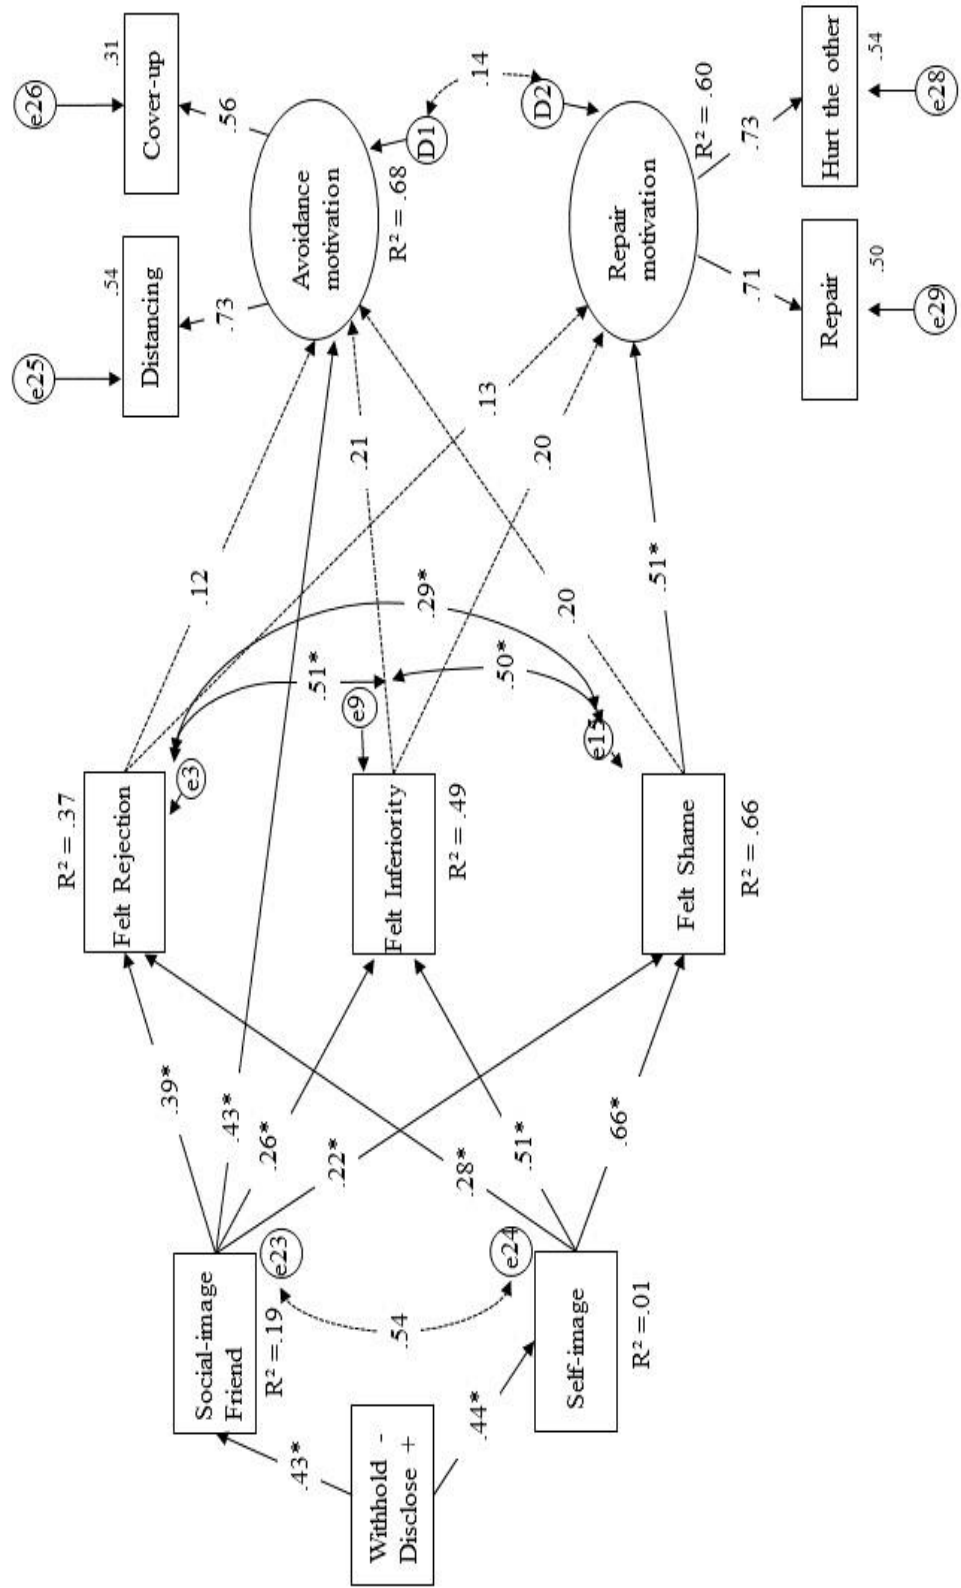 Withhold -
Disclose +
.43*
.44*
Social-image
Friend
R² = .19
e23
.54
e24
Self-image
R² = .01
.39*
.43*
.26*
.22*
.28*
.51*
.66*
R² = .37
Felt Rejection
e3
Felt Inferiority
R² = .49
e9
Felt Shame
R² = .66
e15
.51*
.29*
.50*
.12
.21
.13
.20
.20
.51*
e25
.54
Distancing
.73
e26
.31
Cover-up
.56
Avoidance
motivation
R² = .68
D1
.14
D2
Repair
motivation
R² = .60
.71
.73
Repair
.50
e29
Hurt the other
.54
e28